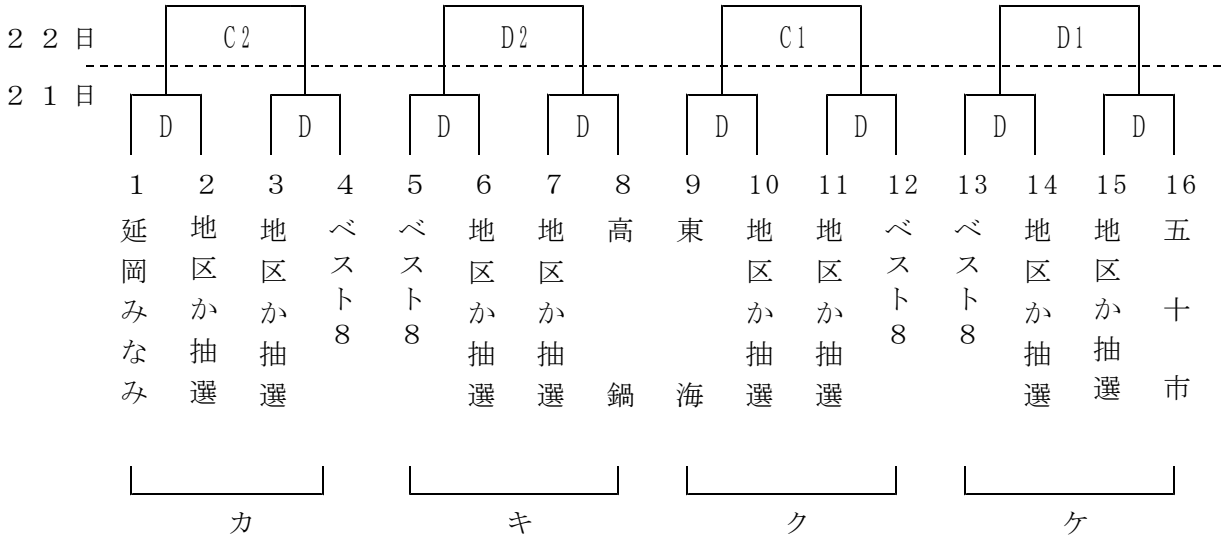 ２２日 C2 D2 C1 D1
２１日
D D D D D D D D
1 2 3 4 5 6 7 8 9 10 11 12 13 14 15 16
延岡みなみ
地区か抽選
地区か抽選
ベスト8
ベスト8
地区か抽選
地区か抽選
高鍋
東海
地区か抽選
地区か抽選
ベスト8
ベスト8
地区か抽選
地区か抽選
五十市
カ キ ク ケ